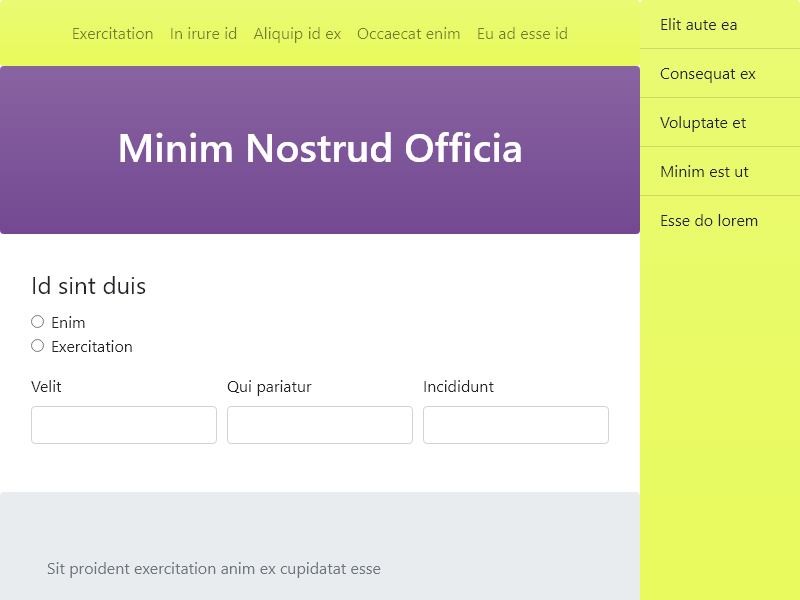 Exercitation In irure id Aliquip id ex Occaecat enim Eu ad esse id
Minim Nostrud Officia
Id sint duis
Enim
Exercitation
Velit Qui pariatur Incididunt
Sit proident exercitation anim ex cupidatat esse
Elit aute ea
Consequat ex
Voluptate et
Minim est ut
Esse do lorem